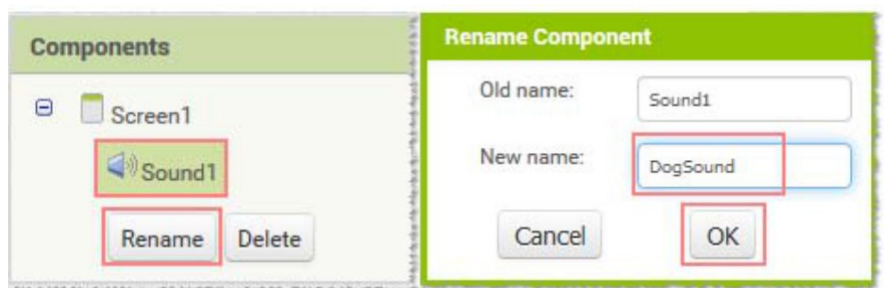 Components
Screen1
Sound1
Rename Delete
Rename Component
Old name: Sound1
New name: DogSound
Cancel OK